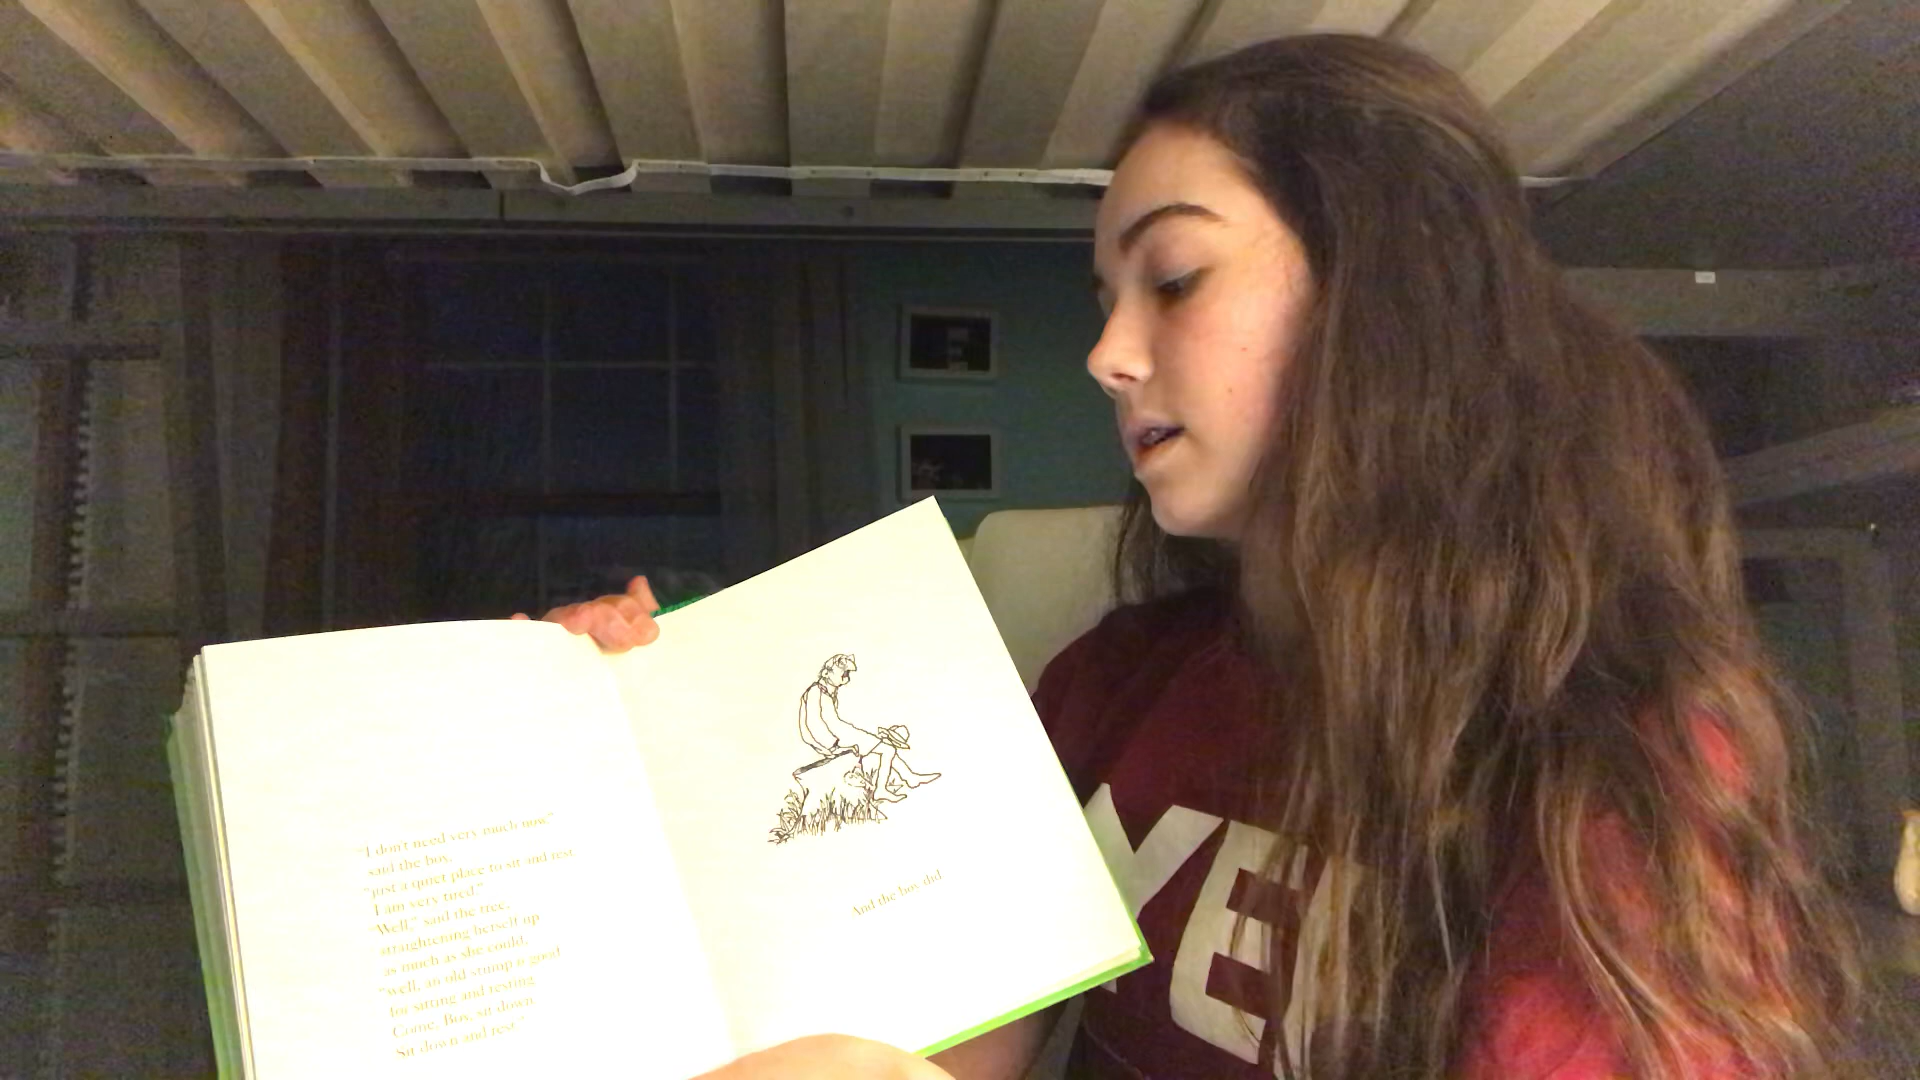 "I don't need very much now,"
said the boy,
"just a quiet place to sit and rest.
I am very tired."
"Well," said the tree,
straightening herself up
as much as she could,
"well, an old stump is good
for sitting and resting.
Come, Boy, sit down.
Sit down and rest."
And the boy did
YE